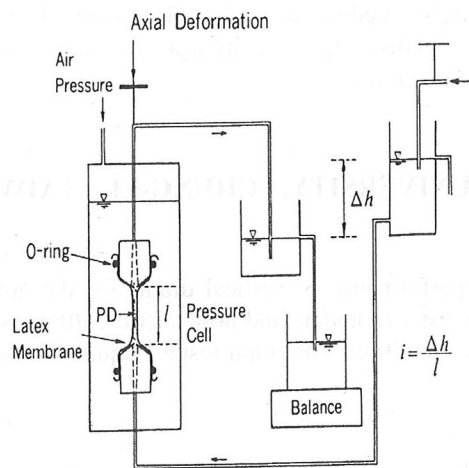 Axial Deformation
Air
Pressure
Δh
O-ring
PD
l
Pressure
Cell
Latex
Membrane
i = Δh/l
Balance